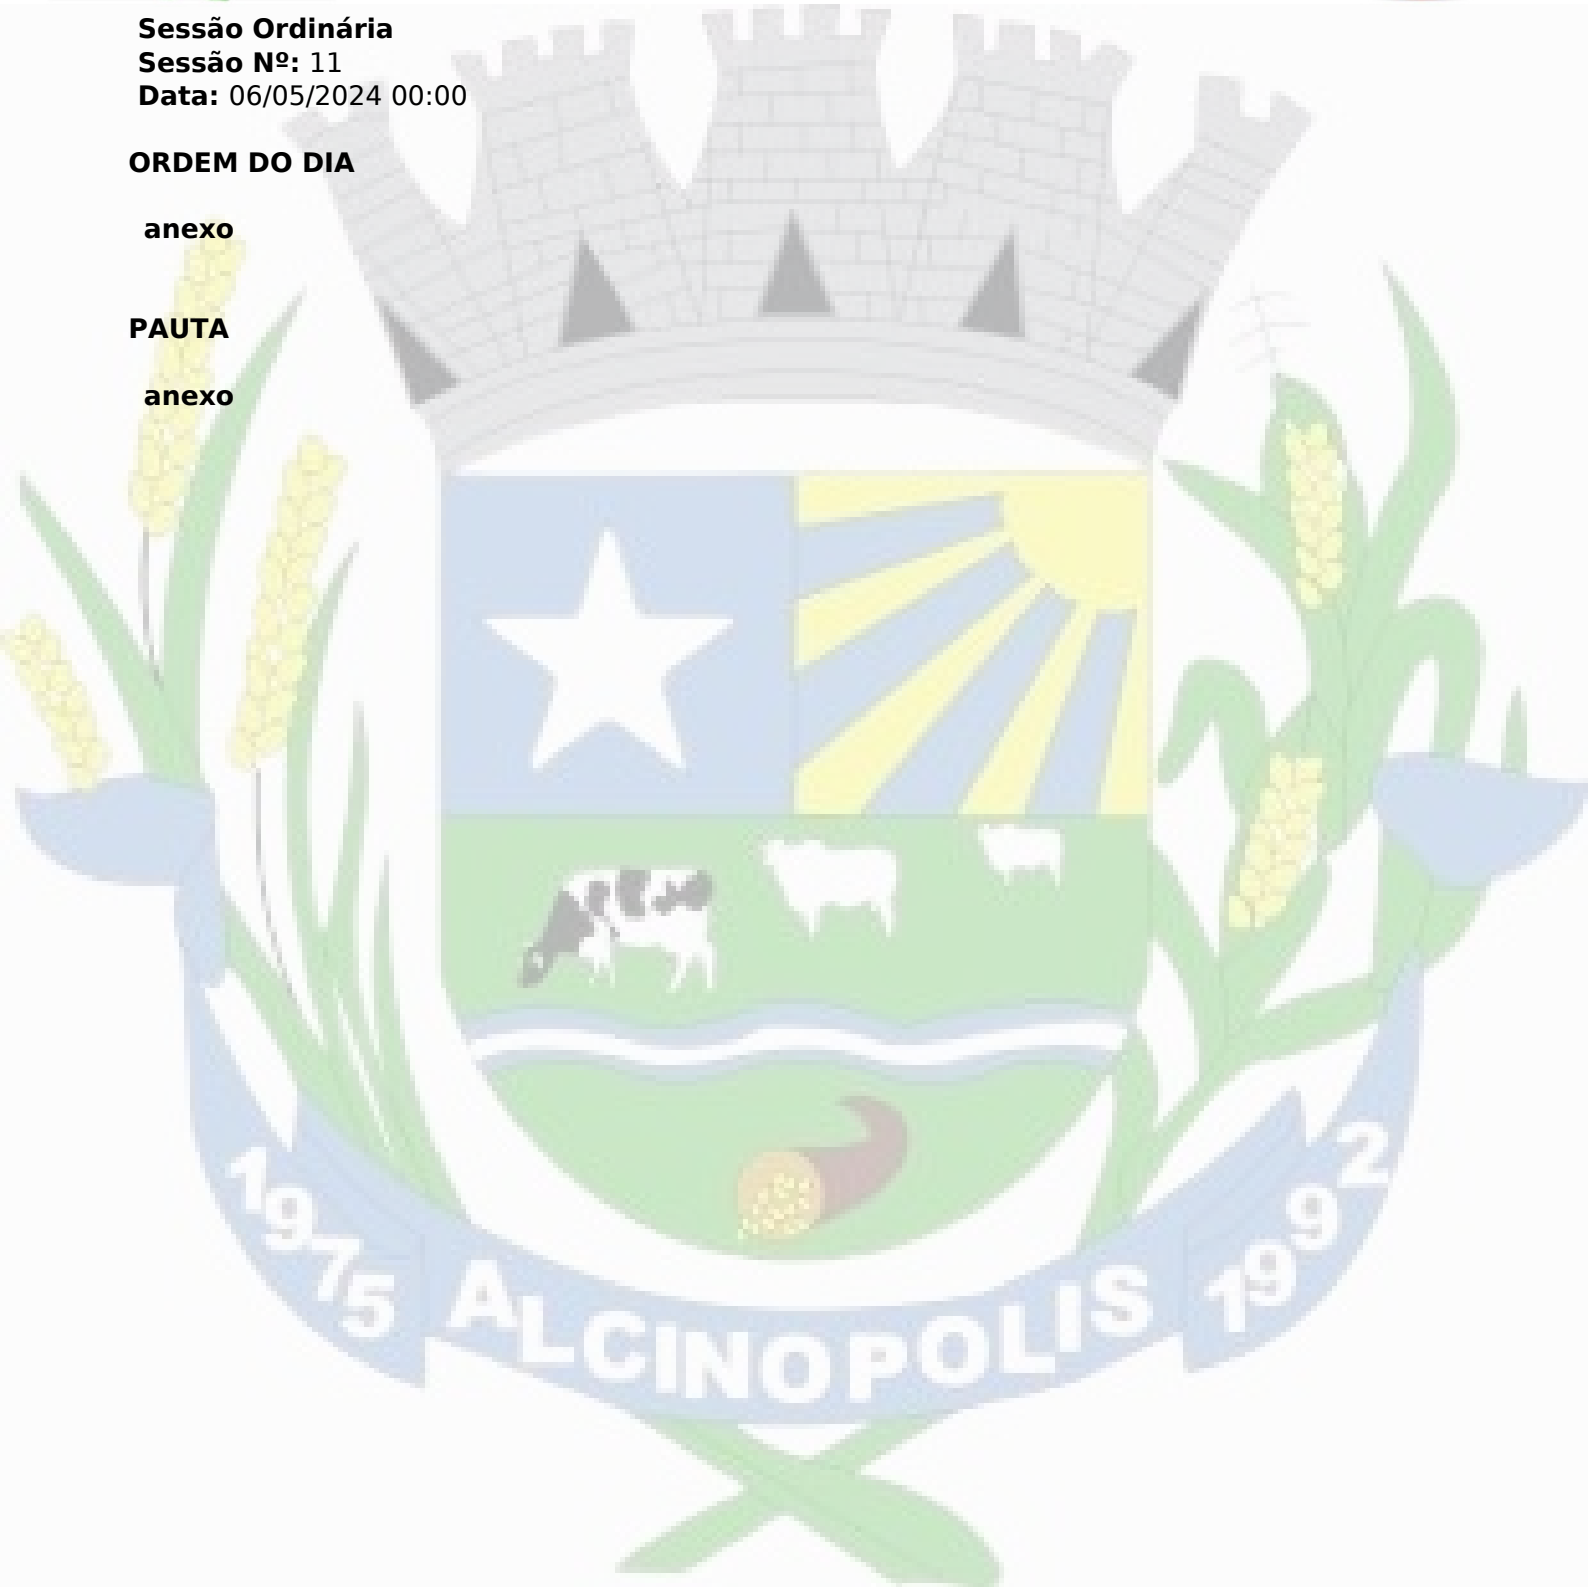 Sessão Ordinária
Sessão Nº: 11
Data: 06/05/2024 00:00
ORDEM DO DIA
anexo
PAUTA
anexo
1975 ALCINOPOLIS 1992